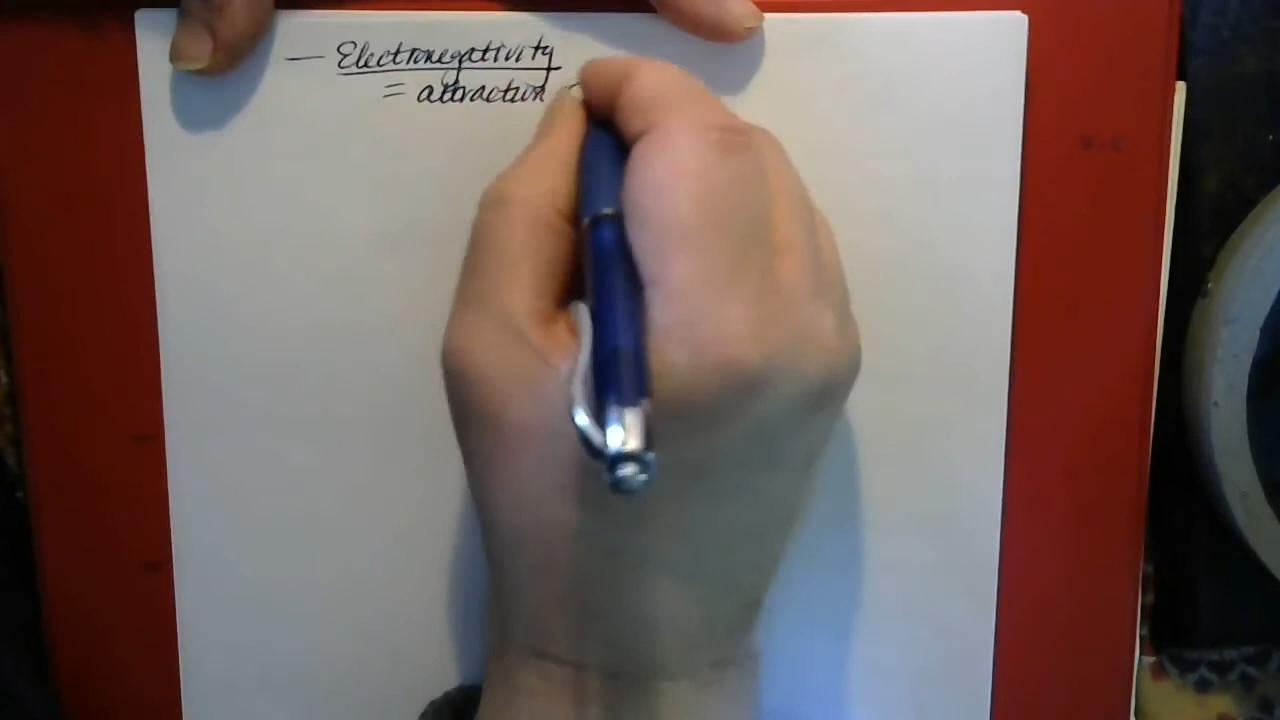 — Electronegativity
= attraction